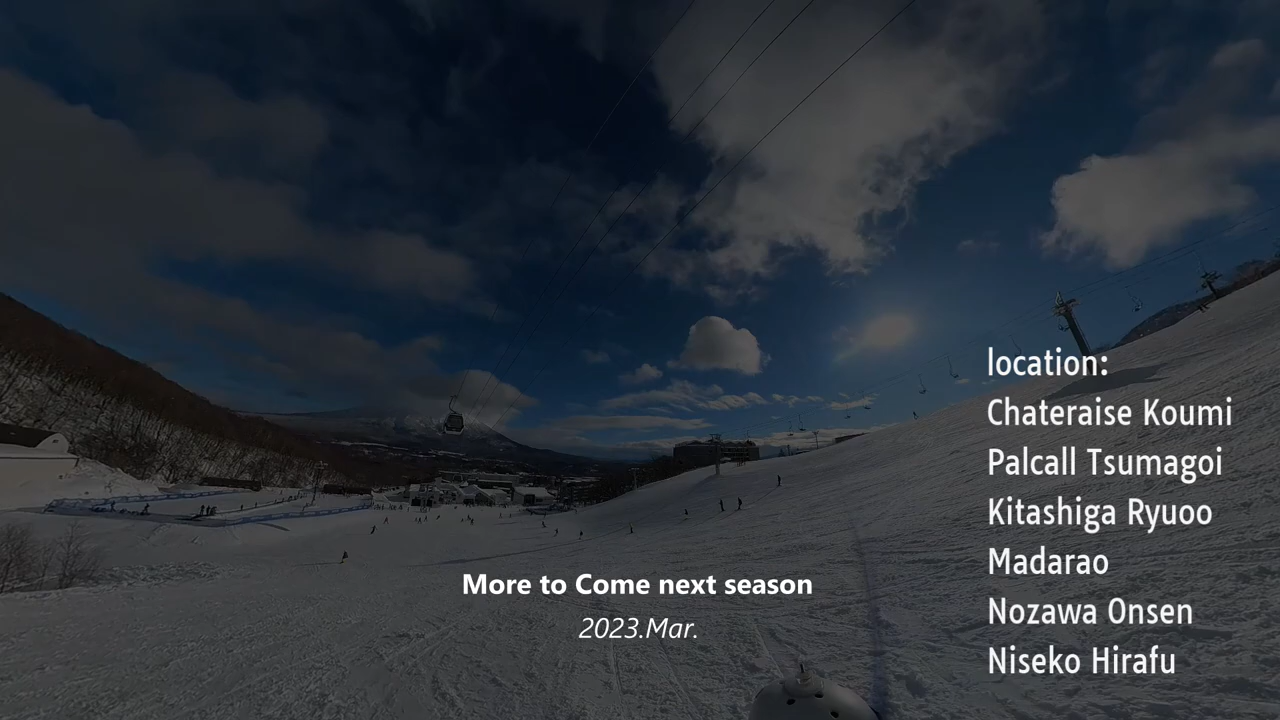 location:
Chateraise Koumi
Palcall Tsumagoi
Kitashiga Ryuoo
Madarao
Nozawa Onsen
Niseko Hirafu
More to Come next season
2023.Mar.